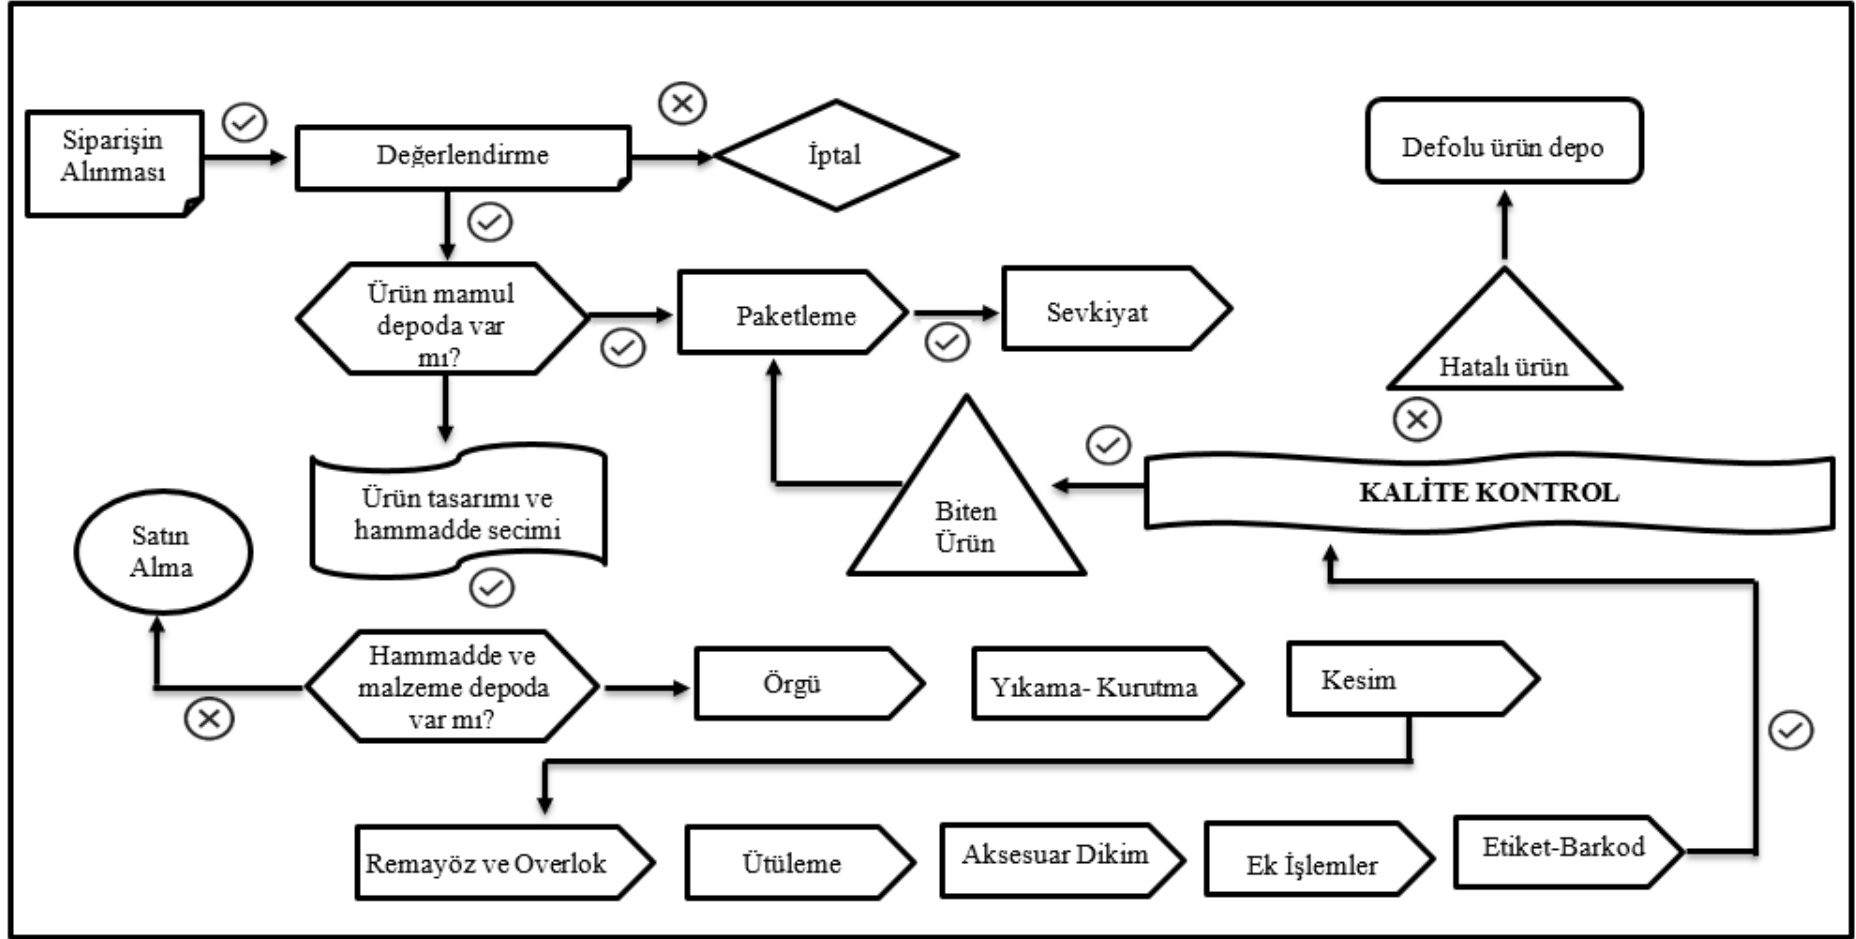 Siparişin
Alınması
Değerlendirme
İptal
Defolu ürün depo
Ürün mamul
depoda var
mı?
Paketleme
Sevkiyat
Hatalı ürün
Ürün tasarımı ve
hammadde secimi
Biten
Ürün
KALİTE KONTROL
Satın
Alma
Hammadde ve
malzeme depoda
var mı?
Örgü
Yıkama- Kurutma
Kesim
Remayöz ve Overlok
Ütüleme
Aksesuar Dikim
Ek İşlemler
Etiket-Barkod